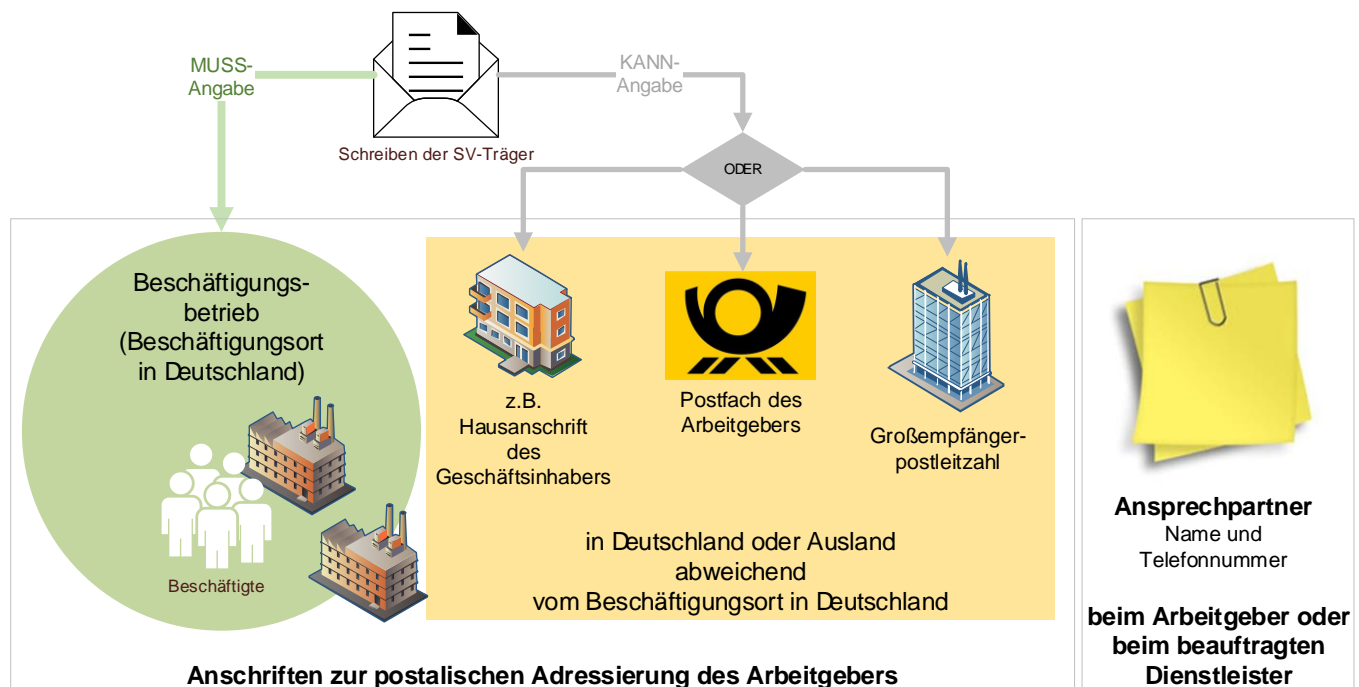 MUSS-
Angabe
KANN-
Angabe
Schreiben der SV-Träger
ODER
Beschäftigungs-
betrieb
(Beschäftigungsort
in Deutschland)
Beschäftigte
z.B.
Hausanschrift
des
Geschäftsinhabers
Postfach des
Arbeitgebers
Großempfänger-
postleitzahl
in Deutschland oder Ausland
abweichend
vom Beschäftigungsort in Deutschland
Anschriften zur postalischen Adressierung des Arbeitgebers
Ansprechpartner
Name und
Telefonnummer
beim Arbeitgeber oder
beim beauftragten
Dienstleister